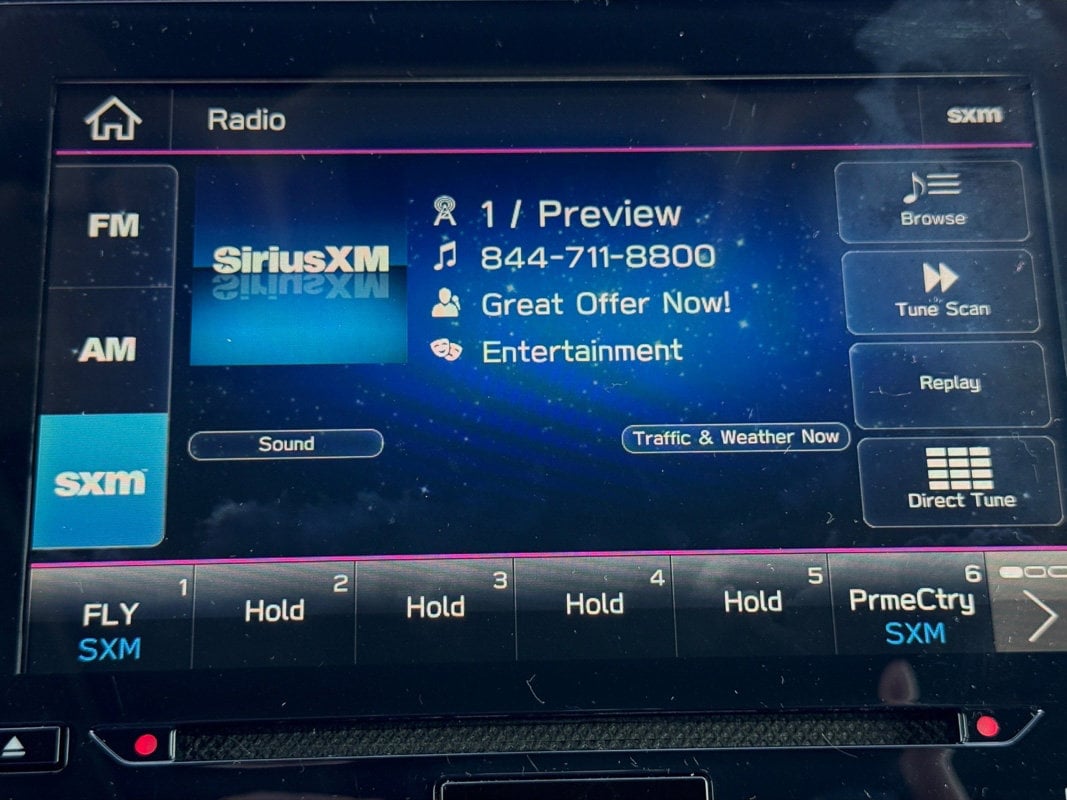 Radio
sxm
FM
AM
sxm
SiriusXM
1 / Preview
844-711-8800
Great Offer Now!
Entertainment
Sound
Traffic & Weather Now
Browse
Tune Scan
Replay
Direct Tune
1
FLY
SXM
2
Hold
3
Hold
4
Hold
5
Hold
6
PrmeCtry
SXM